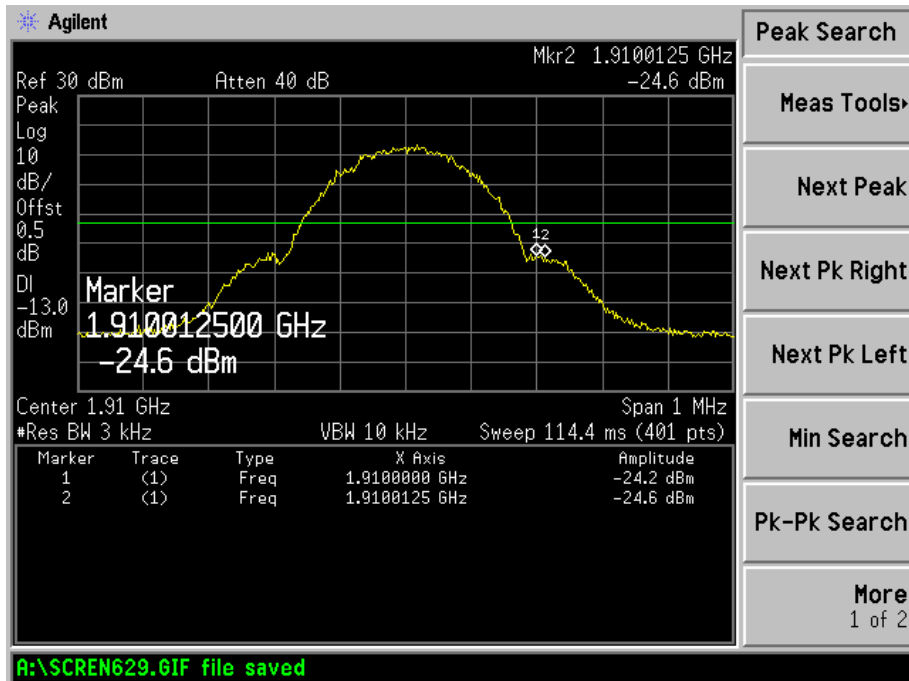 Agilent
Peak Search
Mkr2 1.9100125 GHz
Ref 30 dBm Atten 40 dB -24.6 dBm
Peak
Log
10
dB/
Offst
0.5
dB
DI
-13.0
dBm
12
Marker
1.910012500 GHz
-24.6 dBm
Center 1.91 GHz Span 1 MHz
#Res BW 3 kHz VBW 10 kHz Sweep 114.4 ms (401 pts)
Marker Trace Type X Axis Amplitude
1 (1) Freq 1.9100000 GHz -24.2 dBm
2 (1) Freq 1.9100125 GHz -24.6 dBm
Meas Tools
Next Peak
Next Pk Right
Next Pk Left
Min Search
Pk-Pk Search
More
1 of 2
A:\SCREN629.GIF file saved